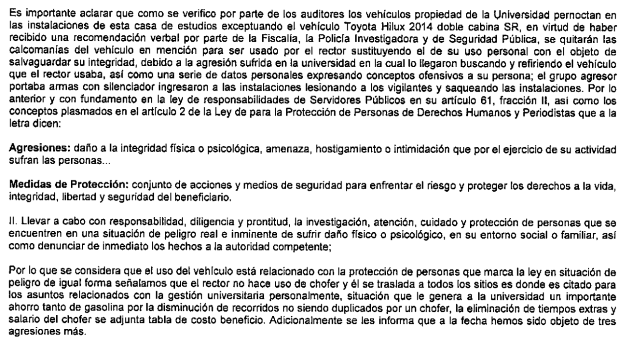 Es importante aclarar que como se verifico por parte de los auditores los vehículos propiedad de la Universidad pernoctan en
las instalaciones de esta casa de estudios exceptuando el vehículo Toyota Hilux 2014 doble cabina SR, en virtud de haber
recibido una recomendación verbal por parte de la Fiscalía, la Policía Investigadora y de Seguridad Pública, se quitarán las
calcomanías del vehículo en mención para ser usado por el rector sustituyendo el de su uso personal con el objeto de
salvaguardar su integridad, debido a la agresión sufrida en la universidad en la cual lo llegaron buscando y refiriendo el vehículo
que el rector usaba, así como una serie de datos personales expresando conceptos ofensivos a su persona; el grupo agresor
portaba armas con silenciador ingresaron a las instalaciones lesionando a los vigilantes y saqueando las instalaciones. Por lo
anterior y con fundamento en la ley de responsabilidades de Servidores Públicos en su artículo 61, fracción II, así como los
conceptos plasmados en el artículo 2 de la Ley de para la Protección de Personas de Derechos Humanos y Periodistas que a la
letra dicen:
Agresiones: daño a la integridad física o psicológica, amenaza, hostigamiento o intimidación que por el ejercicio de su actividad
sufran las personas...
Medidas de Protección: conjunto de acciones y medios de seguridad para enfrentar el riesgo y proteger los derechos a la vida,
integridad, libertad y seguridad del beneficiario.
II. Llevar a cabo con responsabilidad, diligencia y prontitud, la investigación, atención, cuidado y protección de personas que se
encuentren en una situación de peligro real e inminente de sufrir daño físico o psicológico, en su entorno social o familiar, así
como denunciar de inmediato los hechos a la autoridad competente;
Por lo que se considera que el uso del vehículo está relacionado con la protección de personas que marca la ley en situación de
peligro de igual forma señalamos que el rector no hace uso de chofer y él se traslada a todos los sitios es donde es citado para
los asuntos relacionados con la gestión universitaria personalmente, situación que le genera a la universidad un importante
ahorro tanto de gasolina por la disminución de recorridos no siendo duplicados por un chofer, la eliminación de tiempos extras y
salario del chofer se adjunta tabla de costo beneficio. Adicionalmente se les informa que a la fecha hemos sido objeto de tres
agresiones más.